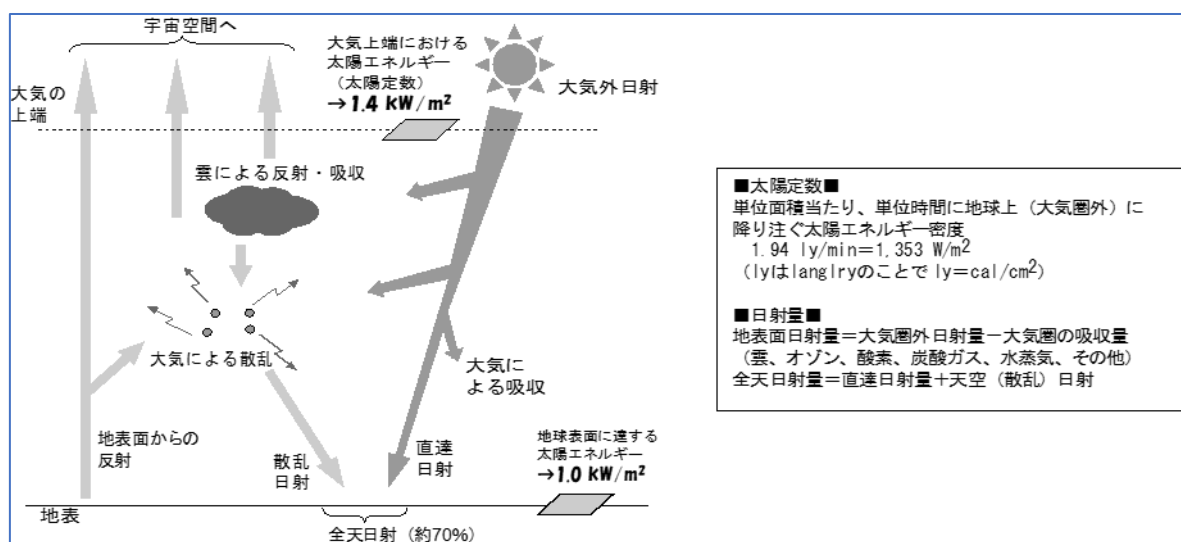 宇宙空間へ
大気上端における
太陽エネルギー
（太陽定数）
→1.4 kW/m²
大気外日射
大気の
上端
雲による反射・吸収
大気による散乱
大気に
よる吸収
地表面からの
反射
散乱
日射
直達
日射
地球表面に達する
太陽エネルギー
→1.0 kW/m²
地表
全天日射（約70%）
■太陽定数■
単位面積当たり、単位時間に地球上（大気圏外）に
降り注ぐ太陽エネルギー密度
1.94 ly/min＝1,353 W/m²
（lyはlanglryのことで ly＝cal/cm²）
■日射量■
地表面日射量＝大気圏外日射量－大気圏の吸収量
（雲、オゾン、酸素、炭酸ガス、水蒸気、その他）
全天日射量＝直達日射量＋天空（散乱）日射